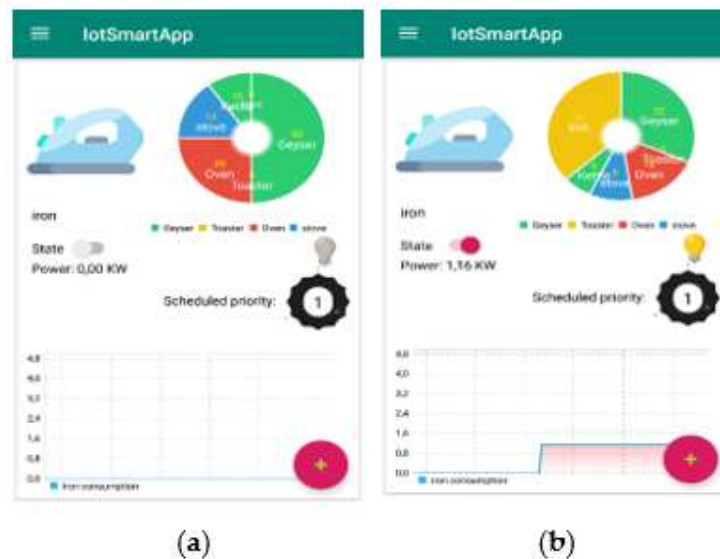 IotSmartApp
Geyser
Oven
Toaster
stove
iron
Geyser Toaster Oven stove
State
Power: 0,00 KW
Scheduled priority: 1
4,8
4,0
3,2
2,4
1,6
0,8
0,0
Iron consumption
+
(a)
IotSmartApp
Geyser
Oven
iron
Geyser Toaster Oven stove
State
Power: 1,16 KW
Scheduled priority: 1
4,0
3,2
2,4
1,6
0,8
0,0
Iron consumption
+
(b)